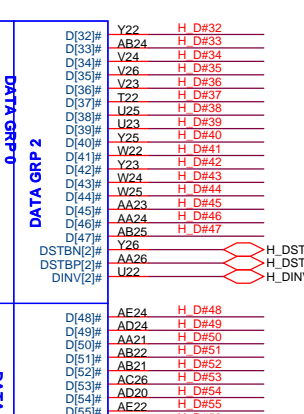 D[32]# Y22 H_D#32
D[33]# AB24 H_D#33
D[34]# V24 H_D#34
D[35]# V26 H_D#35
D[36]# V23 H_D#36
D[37]# T22 H_D#37
D[38]# U25 H_D#38
D[39]# U23 H_D#39
D[40]# Y25 H_D#40
D[41]# W22 H_D#41
D[42]# Y23 H_D#42
D[43]# W24 H_D#43
D[44]# W25 H_D#44
D[45]# AA23 H_D#45
D[46]# AA24 H_D#46
D[47]# AB25 H_D#47
DSTBN[2]# Y26 H_DST
DSTBP[2]# AA26 H_DST
DINV[2]# U22 H_DIN
DATA GRP 0
DATA GRP 2
D[48]# AE24 H_D#48
D[49]# AD24 H_D#49
D[50]# AA21 H_D#50
D[51]# AB22 H_D#51
D[52]# AB21 H_D#52
D[53]# AC26 H_D#53
D[54]# AD20 H_D#54
D[55]# AE22 H_D#55